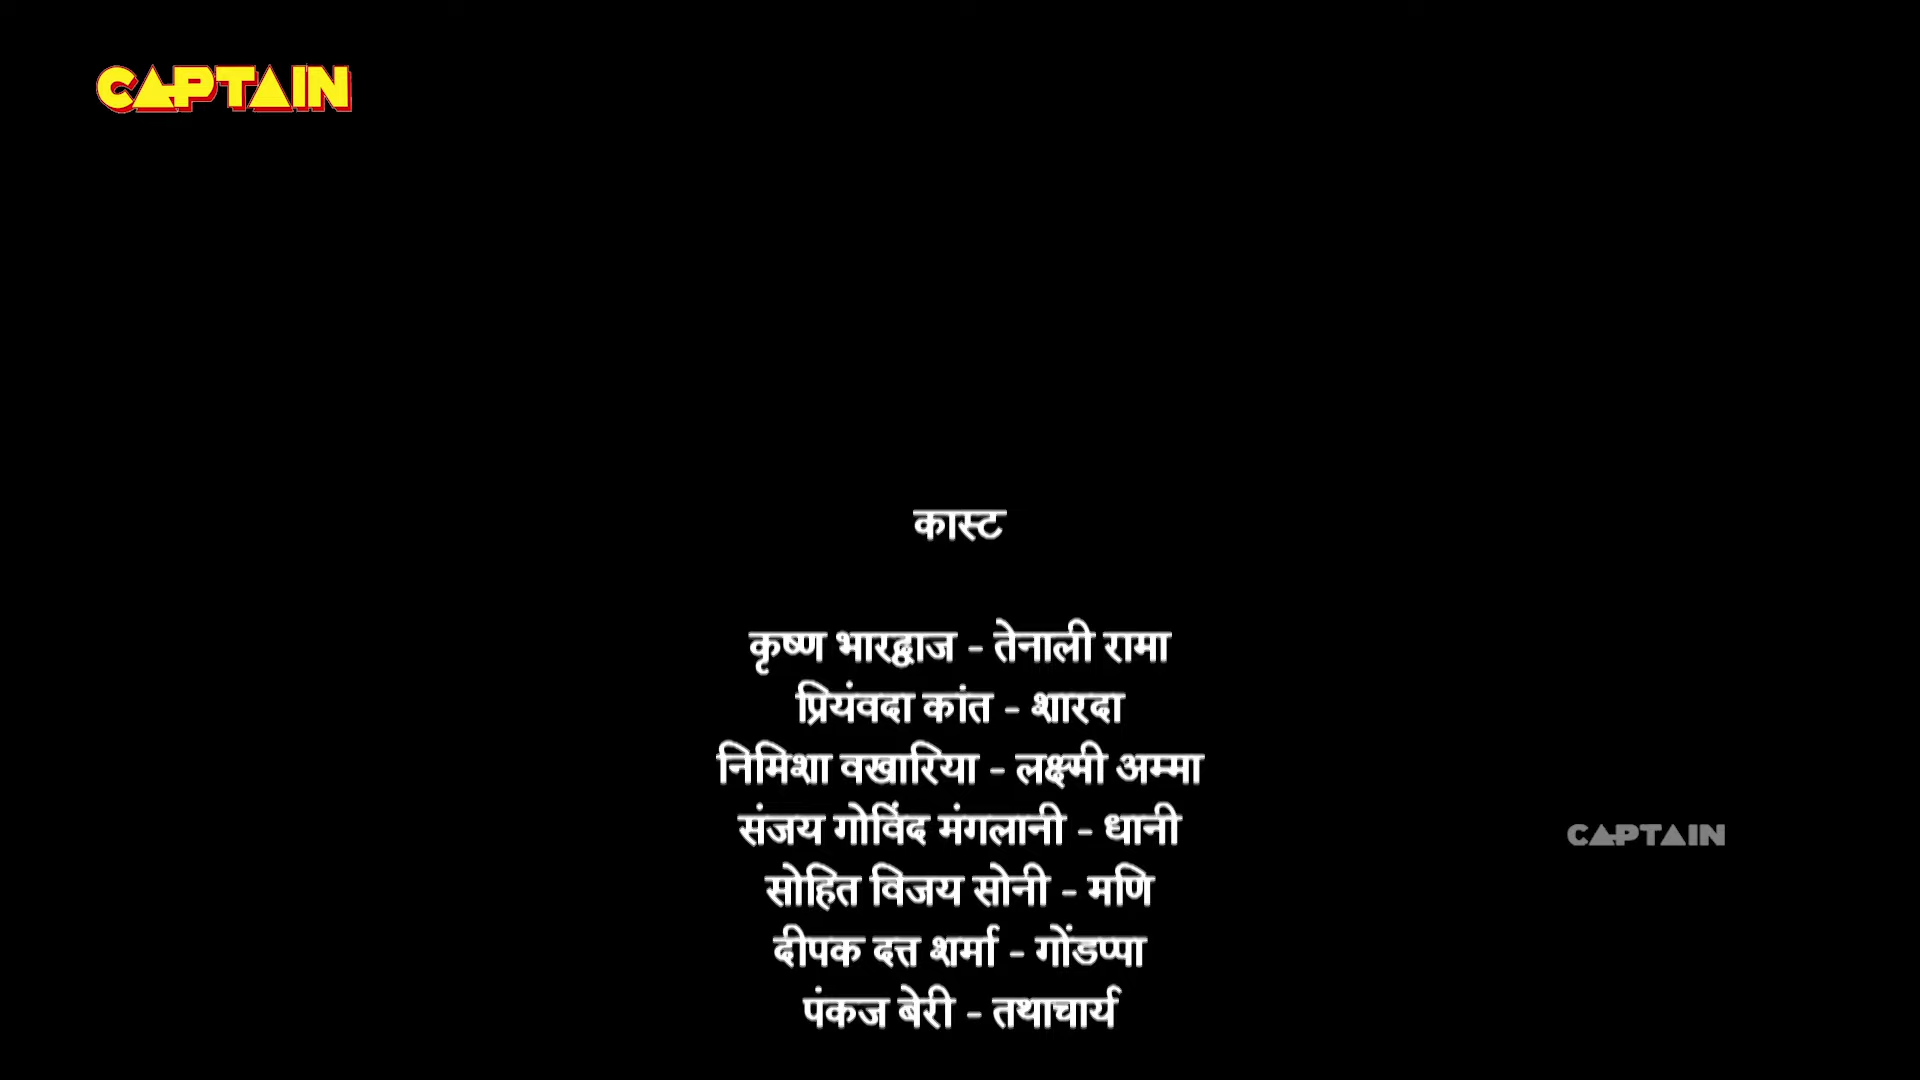 CAPTAIN
कास्ट
कृष्ण भारद्वाज - तेनाली रामा
प्रियंवदा कांत - शारदा
निमिशा वखारिया - लक्ष्मी अम्मा
संजय गोविंद मंगलानी - धानी
CAPTAIN
सोहित विजय सोनी - मणि
दीपक दत्त शर्मा - गोंडप्पा
पंकज बेरी - तथाचार्य